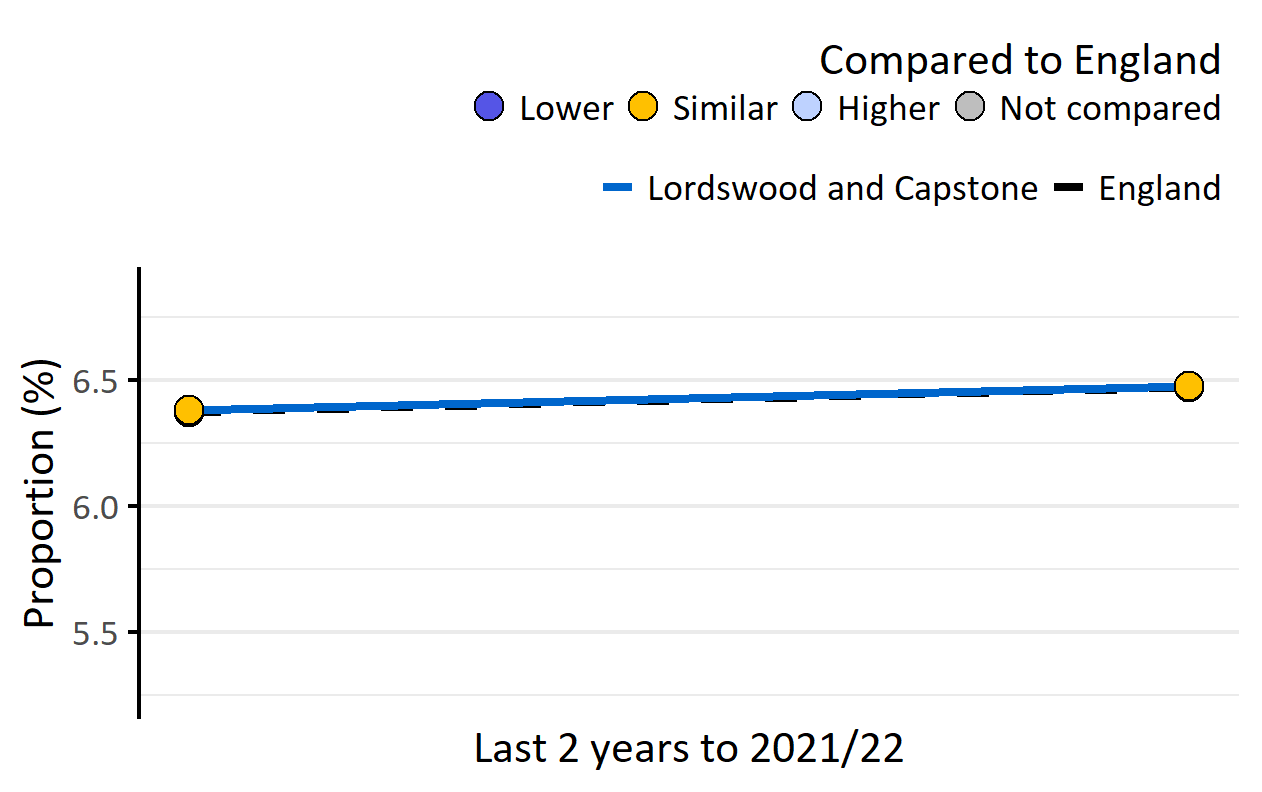 Compared to England
Lower Similar Higher Not compared
Lordswood and Capstone England
Proportion (%)
6.5
6.0
5.5
Last 2 years to 2021/22